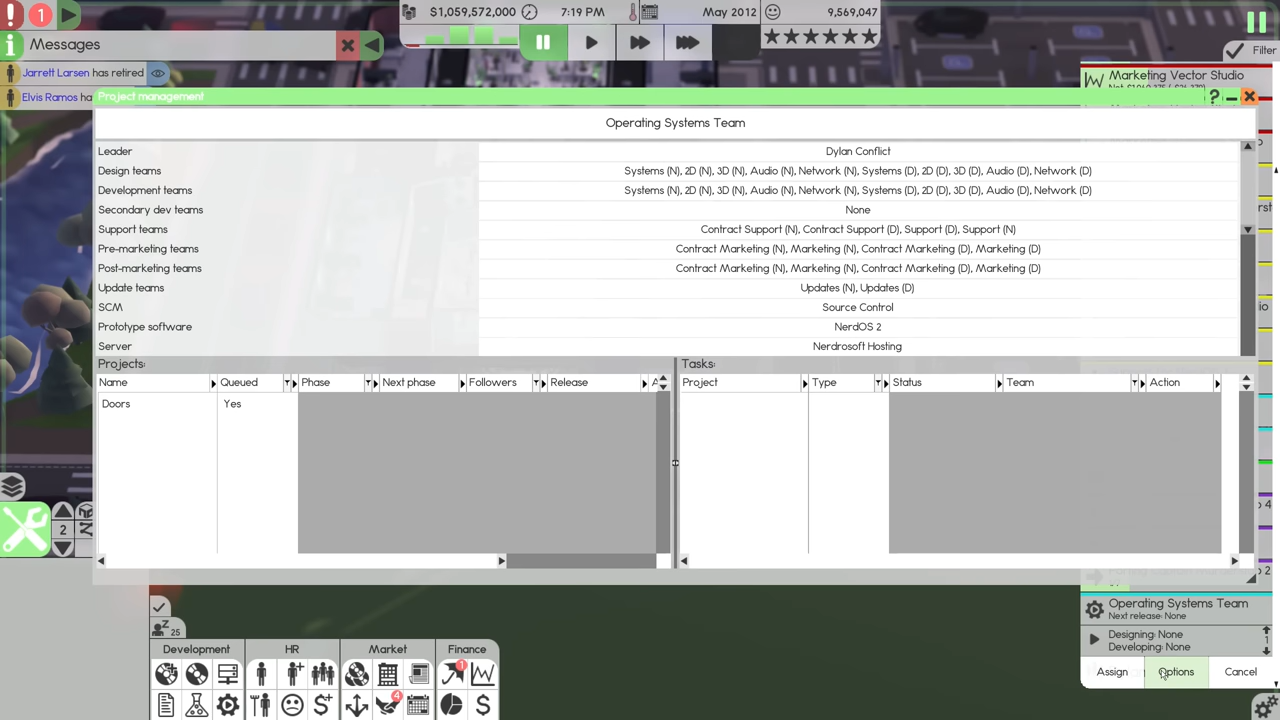 1
$1,059,572,000
7:19 PM
May 2012
9,569,047
Messages
Filter
Jarrett Larsen has retired
Marketing Vector Studio
Elvis Ramos ha
Project management
?
Operating Systems Team
Leader
Dylan Conflict
Design teams
Systems (N), 2D (N), 3D (N), Audio (N), Network (N), Systems (D), 2D (D), 3D (D), Audio (D), Network (D)
Development teams
Systems (N), 2D (N), 3D (N), Audio (N), Network (N), Systems (D), 2D (D), 3D (D), Audio (D), Network (D)
Secondary dev teams
None
Support teams
Contract Support (N), Contract Support (D), Support (D), Support (N)
Pre-marketing teams
Contract Marketing (N), Marketing (N), Contract Marketing (D), Marketing (D)
Post-marketing teams
Contract Marketing (N), Marketing (N), Contract Marketing (D), Marketing (D)
Update teams
Updates (N), Updates (D)
SCM
Source Control
Prototype software
NerdOS 2
Server
Nerdrosoft Hosting
Projects:
Tasks:
Name
Queued
Phase
Next phase
Followers
Release
Project
Type
Status
Team
Action
Doors
Yes
2
25
Operating Systems Team
Next release: None
Designing: None
Developing: None
1
Assign
Options
Cancel
Development
HR
Market
Finance
1
4